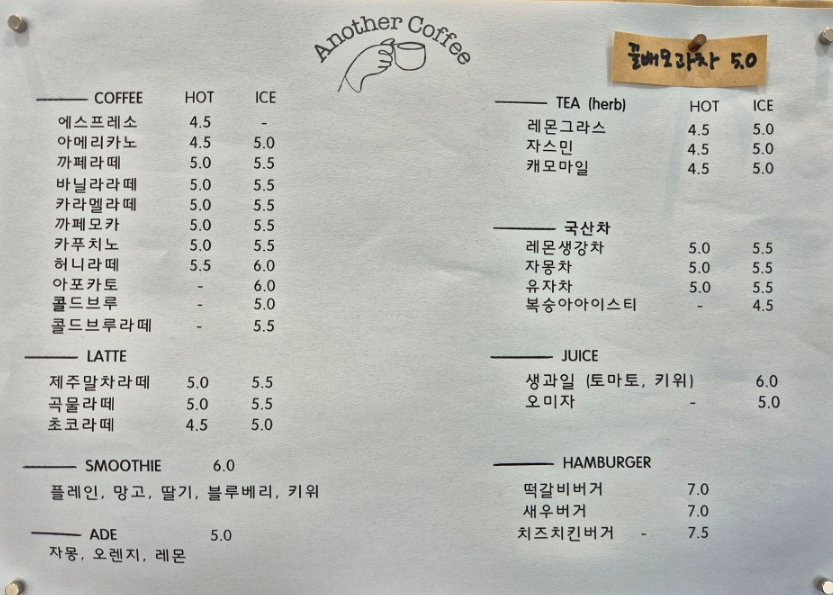 Another Coffee
꿀배모과차 5.0
COFFEE HOT ICE
에스프레소 4.5 -
아메리카노 4.5 5.0
까페라떼 5.0 5.5
바닐라라떼 5.0 5.5
카라멜라떼 5.0 5.5
까페모카 5.0 5.5
카푸치노 5.0 5.5
허니라떼 5.5 6.0
아포카토 - 6.0
콜드브루 - 5.0
콜드브루라떼 - 5.5
LATTE
제주말차라떼 5.0 5.5
곡물라떼 5.0 5.5
초코라떼 4.5 5.0
SMOOTHIE 6.0
플레인, 망고, 딸기, 블루베리, 키위
ADE 5.0
자몽, 오렌지, 레몬
TEA (herb) HOT ICE
레몬그라스 4.5 5.0
자스민 4.5 5.0
캐모마일 4.5 5.0
국산차
레몬생강차 5.0 5.5
자몽차 5.0 5.5
유자차 5.0 5.5
복숭아아이스티 - 4.5
JUICE
생과일 (토마토, 키위) 6.0
오미자 - 5.0
HAMBURGER
떡갈비버거 7.0
새우버거 7.0
치즈치킨버거 - 7.5